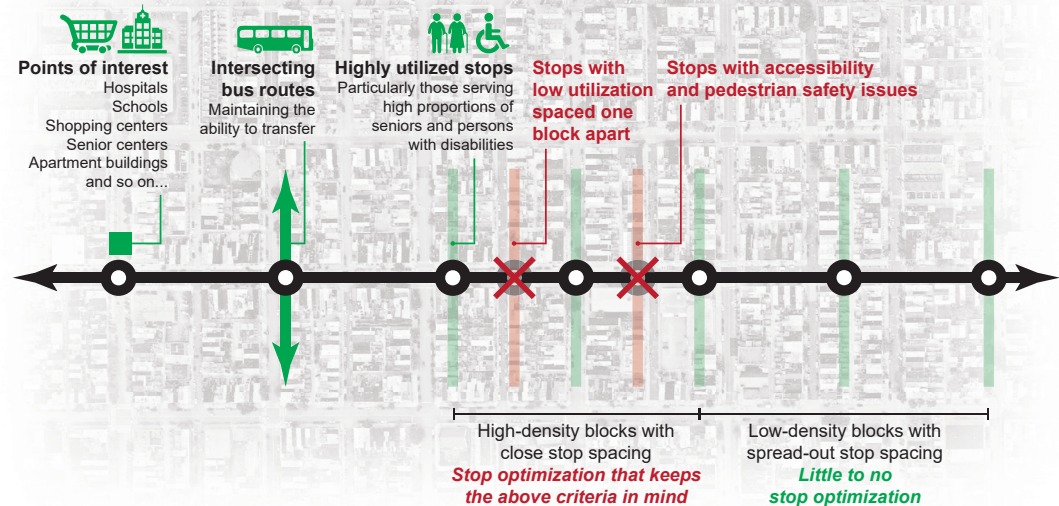 Points of interest
Hospitals
Schools
Shopping centers
Senior centers
Apartment buildings
and so on...
Intersecting
bus routes
Maintaining the
ability to transfer
Highly utilized stops
Particularly those serving
high proportions of
seniors and persons
with disabilities
Stops with
low utilization
spaced one
block apart
Stops with accessibility
and pedestrian safety issues
High-density blocks with
close stop spacing
Stop optimization that keeps
the above criteria in mind
Low-density blocks with
spread-out stop spacing
Little to no
stop optimization